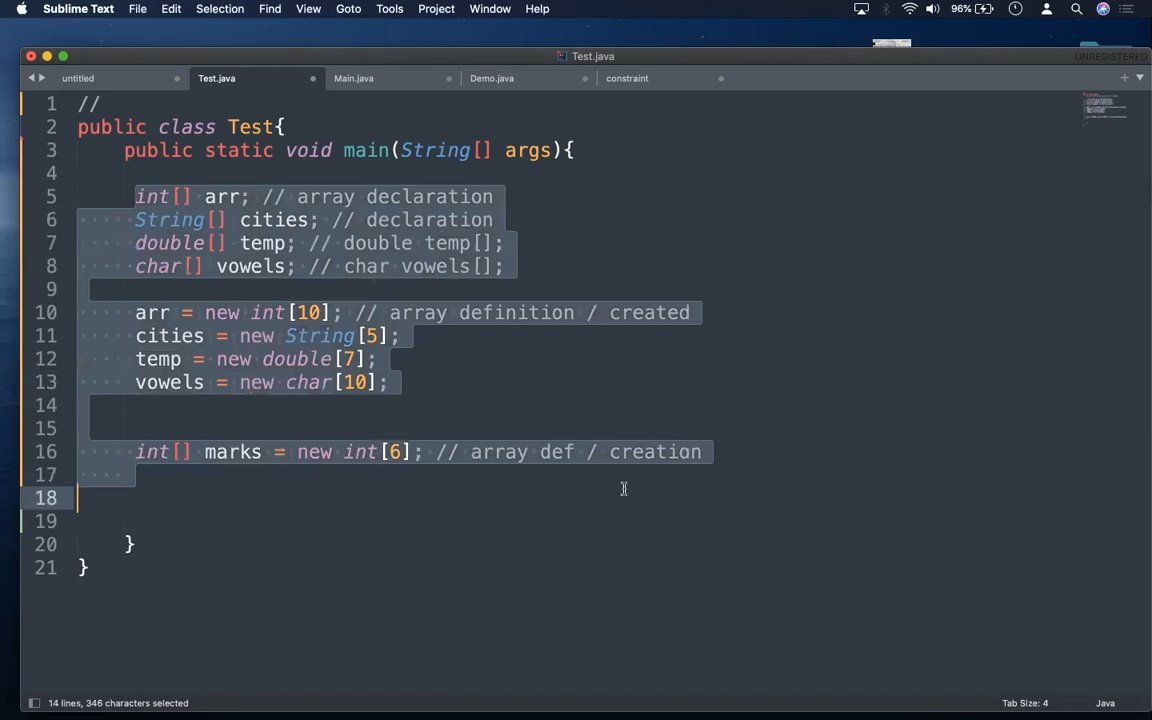 Sublime Text File Edit Selection Find View Goto Tools Project Window Help 96%
Test.java UNREGISTERED
untitled Test.java Main.java Demo.java constraint
1 //
2 public class Test{
3 public static void main(String[] args){
4
5 int[] arr; // array declaration
6 String[] cities; // declaration
7 double[] temp; // double temp[];
8 char[] vowels; // char vowels[];
9
10 arr = new int[10]; // array definition / created
11 cities = new String[5];
12 temp = new double[7];
13 vowels = new char[10];
14
15
16 int[] marks = new int[6]; // array def / creation
17
18
19
20 }
21 }
14 lines, 346 characters selected Tab Size: 4 Java